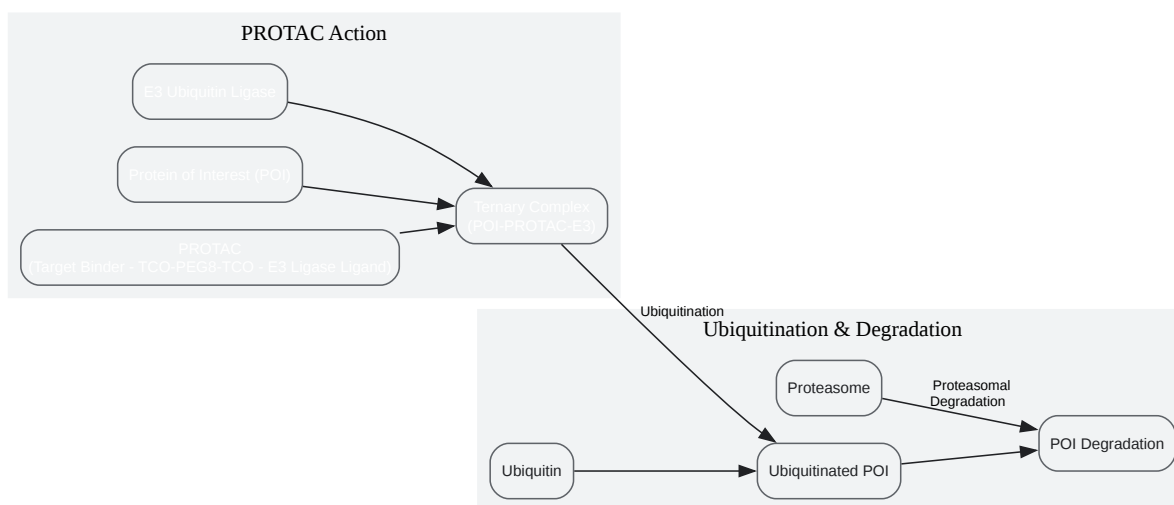 PROTAC Action
E3 Ubiquitin Ligase
Protein of Interest (POI)
Ternary Complex
(POI-PROTAC-E3)
PROTAC
(Target Binder - TCO-PEG8-TCO - E3 Ligase Ligand)
Ubiquitination
Ubiquitination & Degradation
Proteasome
Proteasomal
Degradation
POI Degradation
Ubiquitin
Ubiquitinated POI